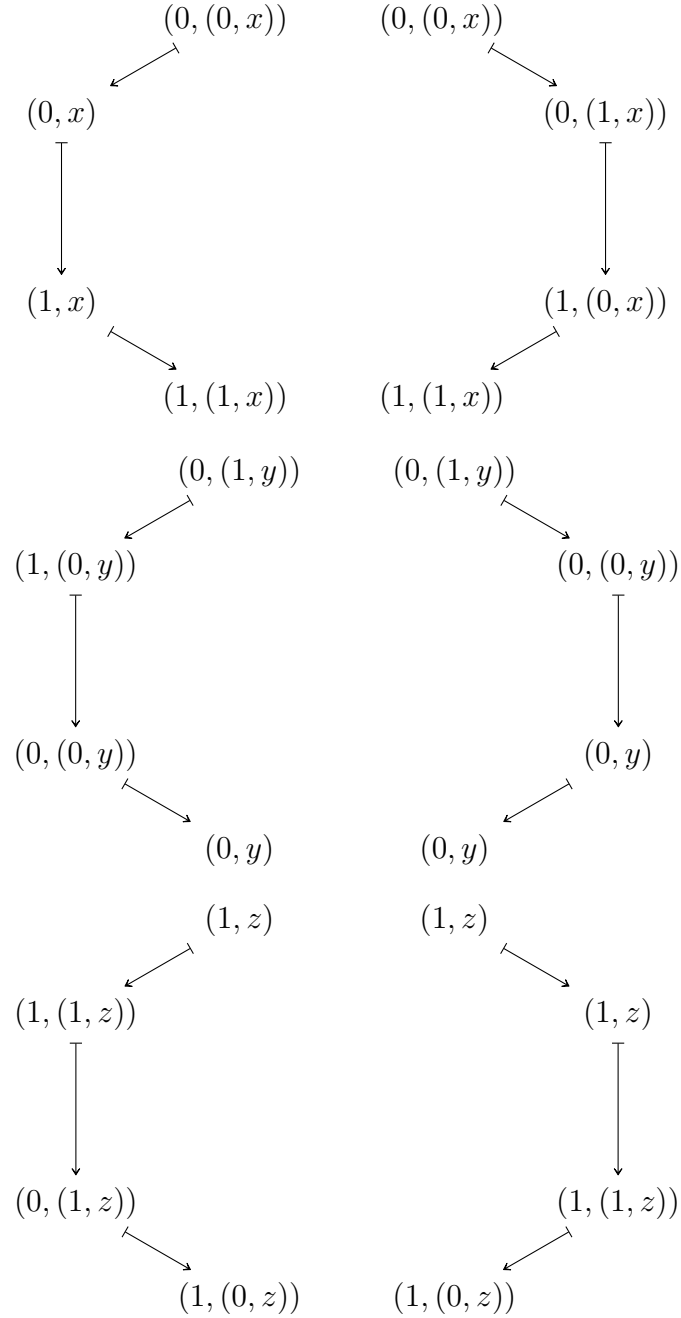 (0, (0, x)) (0, (0, x))
(0, x) (0, (1, x))
(1, x) (1, (0, x))
(1, (1, x)) (1, (1, x))
(0, (1, y)) (0, (1, y))
(1, (0, y)) (0, (0, y))
(0, (0, y)) (0, y)
(0, y) (0, y)
(1, z) (1, z)
(1, (1, z)) (1, z)
(0, (1, z)) (1, (1, z))
(1, (0, z)) (1, (0, z))